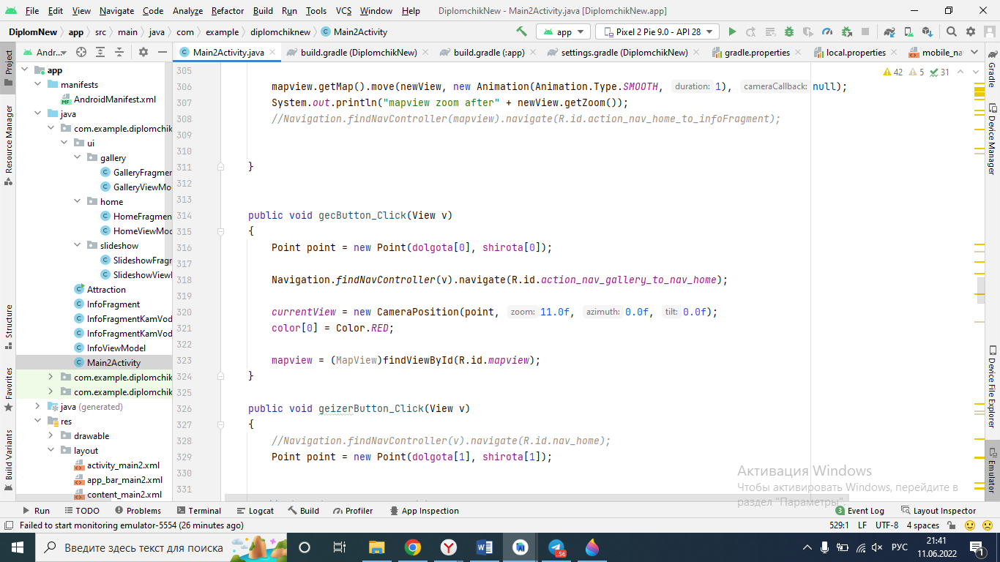 File Edit View Navigate Code Analyze Refactor Build Run Tools VCS Window Help DiplomchikNew - Main2Activity.java [DiplomchikNew.app]
DiplomNew app src main java com example diplomchiknew Main2Activity app Pixel 2 Pie 9.0 - API 28
Project Andr... Main2Activity.java build.gradle (DiplomchikNew) build.gradle (:app) settings.gradle (DiplomchikNew) gradle.properties local.properties mobile_na Gradle
Resource Manager
Structure
Favorites
Build Variants
app
manifests
AndroidManifest.xml
java
com.example.diplomchik
ui
gallery
GalleryFragmen
GalleryViewMo
home
HomeFragmen
HomeViewMod
slideshow
SlideshowFragr
SlideshowViewI
Attraction
InfoFragment
InfoFragmentKamVod
InfoFragmentKamVod
InfoViewModel
Main2Activity
com.example.diplomchik
com.example.diplomchik
java (generated)
res
drawable
layout
activity_main2.xml
app_bar_main2.xml
content_main2.xml
42 5 31
305
306 mapview.getMap().move(newView, new Animation(Animation.Type.SMOOTH, duration: 1), cameraCallback: null);
307 System.out.println("mapview zoom after" + newView.getZoom());
308 //Navigation.findNavController(mapview).navigate(R.id.action_nav_home_to_infoFragment);
309
310
311 }
312
313
314 public void gecButton_Click(View v)
315 {
316 Point point = new Point(dolgota[0], shirota[0]);
317
318 Navigation.findNavController(v).navigate(R.id.action_nav_gallery_to_nav_home);
319
320 currentView = new CameraPosition(point, zoom: 11.0f, azimuth: 0.0f, tilt: 0.0f);
321 color[0] = Color.RED;
322
323 mapview = (MapView)findViewById(R.id.mapview);
324 }
325
326 public void geizerButton_Click(View v)
327 {
328 //Navigation.findNavController(v).navigate(R.id.nav_home);
329 Point point = new Point(dolgota[1], shirota[1]);
330
331
Device Manager
Device File Explorer
Emulator
Активация Windows
Чтобы активировать Windows, перейдите в
раздел "Параметры".
Run TODO Problems Terminal Logcat Build Profiler App Inspection 3 Event Log Layout Inspector
Failed to start monitoring emulator-5554 (26 minutes ago) 529:1 LF UTF-8 4 spaces
Введите здесь текст для поиска .56 РУС 21:41
11.06.2022 1